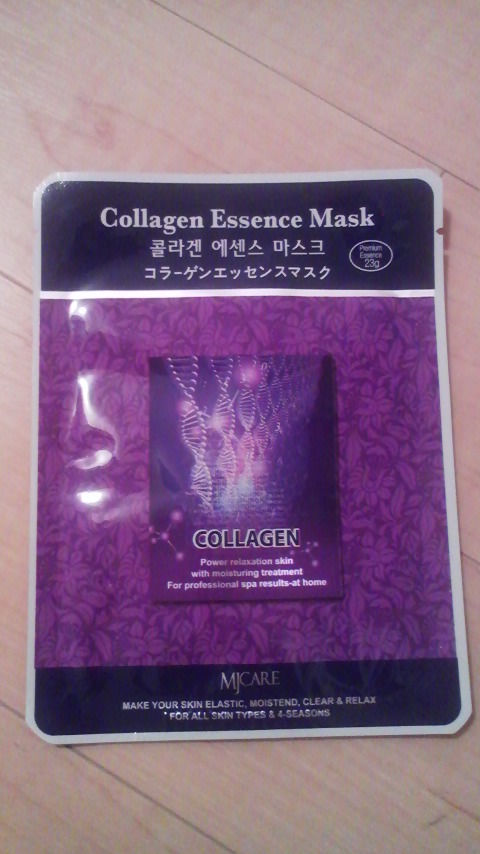 Collagen Essence Mask
콜라겐 에센스 마스크
コラーゲンエッセンスマスク
Premium
Essence
23g
COLLAGEN
Power relaxation skin
with moisturing treatment
For professional spa results-at home
MJCARE
MAKE YOUR SKIN ELASTIC, MOISTEND, CLEAR & RELAX
* FOR ALL SKIN TYPES & 4-SEASONS